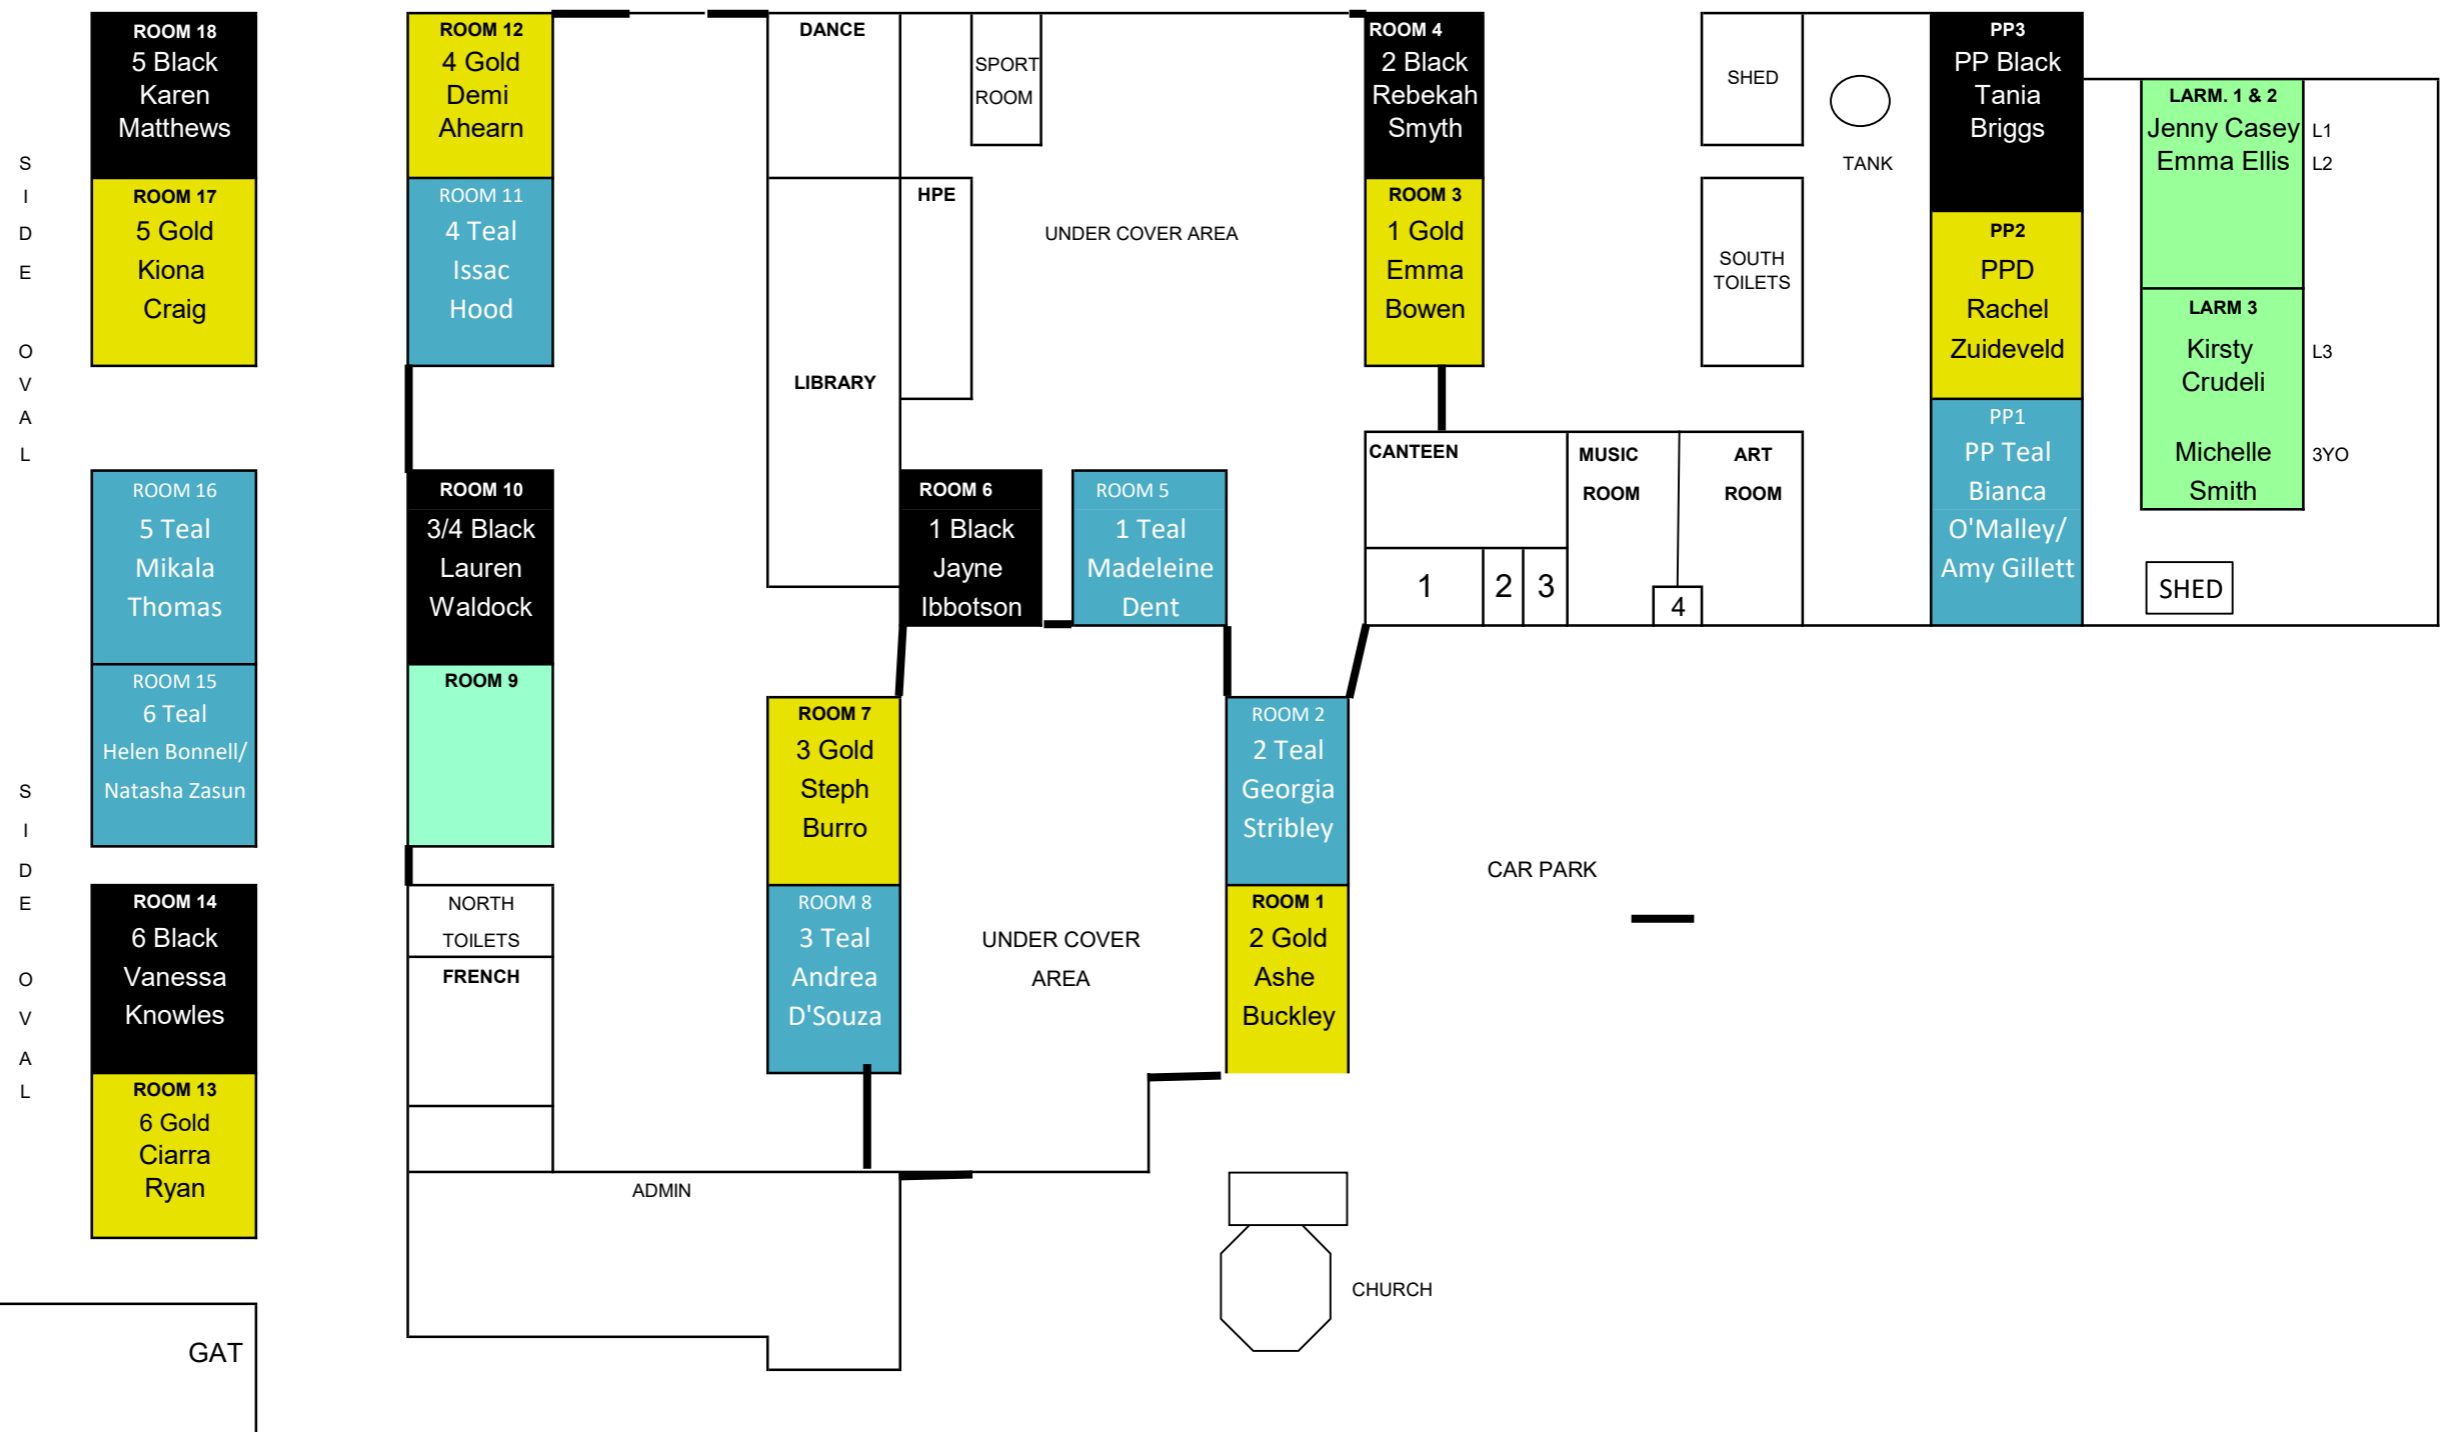 ROOM 18
5 Black
Karen
Matthews
ROOM 17
5 Gold
Kiona
Craig
S
I
D
E
O
V
A
L
ROOM 16
5 Teal
Mikala
Thomas
ROOM 15
6 Teal
Helen Bonnell/
Natasha Zasun
S
I
D
E
O
V
A
L
ROOM 14
6 Black
Vanessa
Knowles
ROOM 13
6 Gold
Ciarra
Ryan
GAT
ROOM 12
4 Gold
Demi
Ahearn
ROOM 11
4 Teal
Issac
Hood
ROOM 10
3/4 Black
Lauren
Waldock
ROOM 9
NORTH
TOILETS
FRENCH
ADMIN
DANCE
LIBRARY
SPORT
ROOM
HPE
UNDER COVER AREA
ROOM 6
1 Black
Jayne
Ibbotson
ROOM 5
1 Teal
Madeleine
Dent
ROOM 7
3 Gold
Steph
Burro
ROOM 8
3 Teal
Andrea
D'Souza
UNDER COVER
AREA
ROOM 4
2 Black
Rebekah
Smyth
ROOM 3
1 Gold
Emma
Bowen
CANTEEN
1
2
3
MUSIC
ROOM
4
ART
ROOM
ROOM 2
2 Teal
Georgia
Stribley
ROOM 1
2 Gold
Ashe
Buckley
CAR PARK
CHURCH
SHED
SOUTH
TOILETS
TANK
PP3
PP Black
Tania
Briggs
PP2
PPD
Rachel
Zuideveld
PP1
PP Teal
Bianca
O'Malley/
Amy Gillett
LARM. 1 & 2
Jenny Casey L1
Emma Ellis L2
LARM 3
Kirsty L3
Crudeli
Michelle 3YO
Smith
SHED